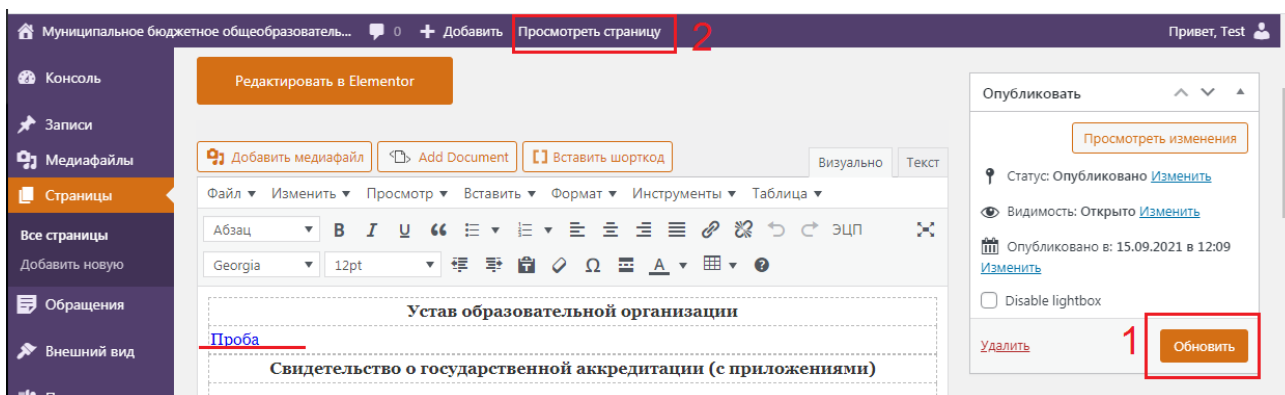 Муниципальное бюджетное общеобразователь... 0 + Добавить Просмотреть страницу 2 Привет, Test
Консоль
Записи
Медиафайлы
Страницы
Все страницы
Добавить новую
Обращения
Внешний вид
Редактировать в Elementor
Добавить медиафайл Add Document [] Вставить шорткод Визуально Текст
Файл Изменить Просмотр Вставить Формат Инструменты Таблица
Абзац B I U ЭЦП
Georgia 12pt Ω A
Устав образовательной организации
Проба
Свидетельство о государственной аккредитации (с приложениями)
Опубликовать
Просмотреть изменения
Статус: Опубликовано Изменить
Видимость: Открыто Изменить
Опубликовано в: 15.09.2021 в 12:09
Изменить
Disable lightbox
Удалить 1 Обновить